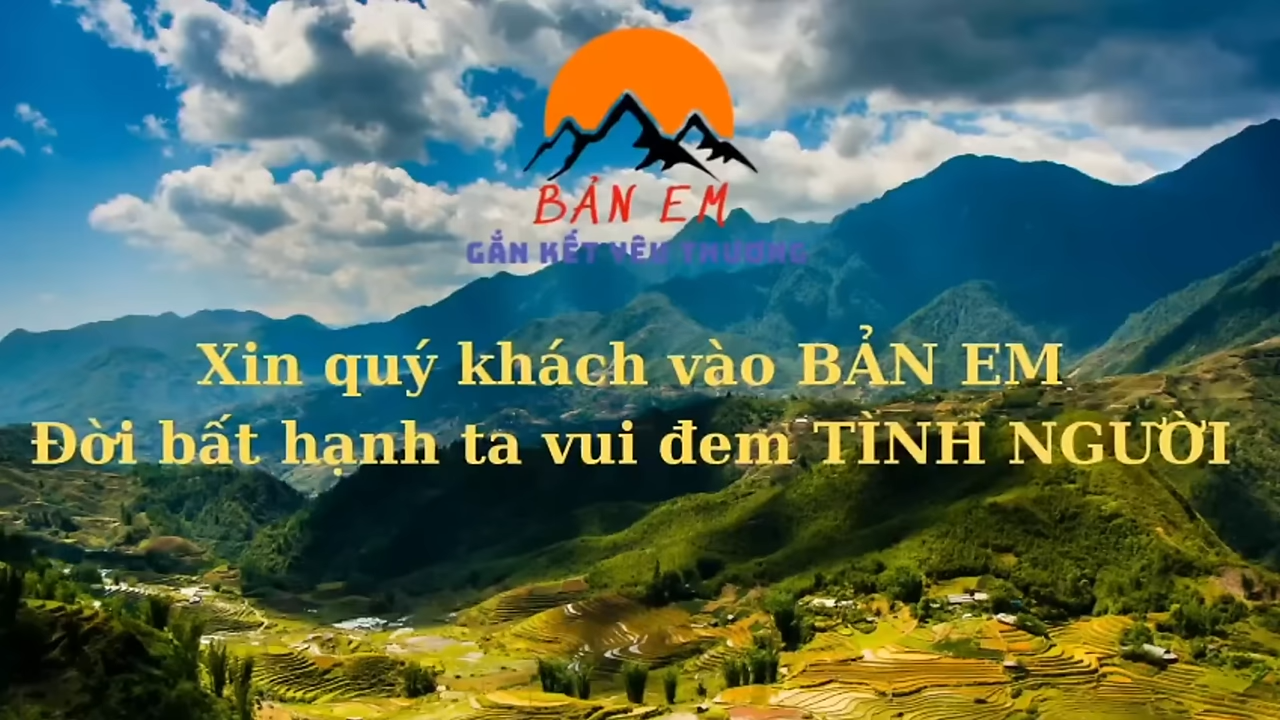 BẢN EM
GẮN KẾT YÊU THƯƠNG
Xin quý khách vào BẢN EM
Đời bất hạnh ta vui đem TÌNH NGƯỜI